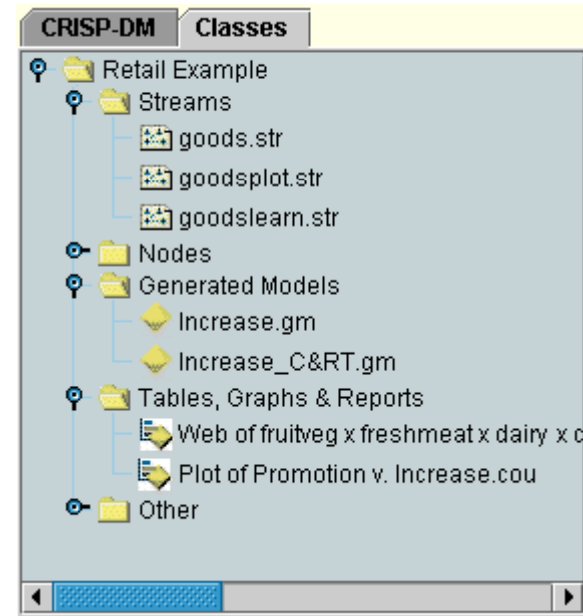 CRISP-DM Classes
Retail Example
Streams
goods.str
goodsplot.str
goodslearn.str
Nodes
Generated Models
Increase.gm
Increase_C&RT.gm
Tables, Graphs & Reports
Web of fruitveg x freshmeat x dairy x c
Plot of Promotion v. Increase.cou
Other